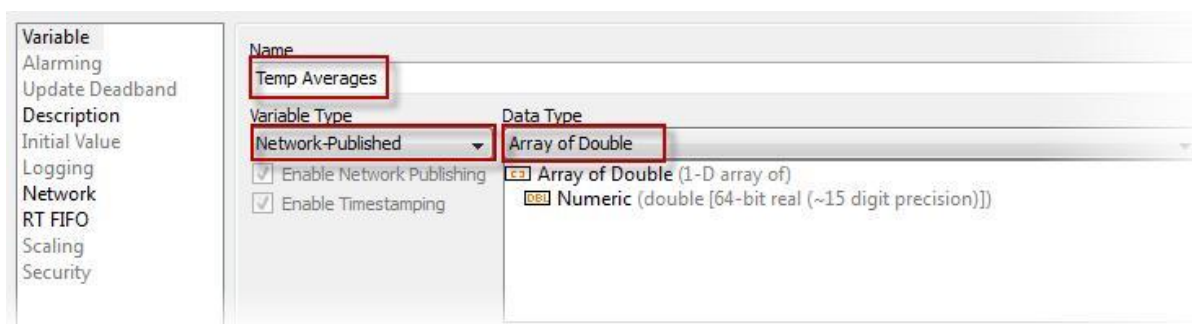 Variable
Alarming
Update Deadband
Description
Initial Value
Logging
Network
RT FIFO
Scaling
Security
Name
Temp Averages
Variable Type
Data Type
Network-Published
Array of Double
Enable Network Publishing
Enable Timestamping
Array of Double (1-D array of)
DBL Numeric (double [64-bit real (~15 digit precision)])